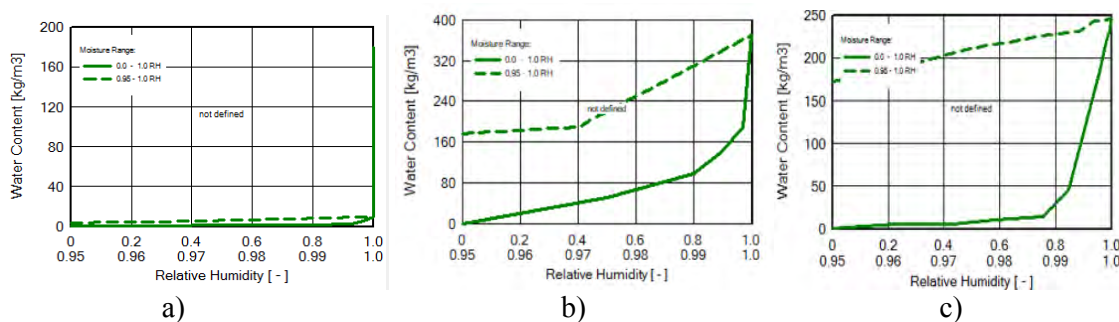 200
160
120
80
40
0
Water Content [kg/m3]
Moisture Range:
0.0 - 1.0 RH
0.95 - 1.0 RH
not defined
0 0.2 0.4 0.6 0.8 1.0
0.95 0.96 0.97 0.98 0.99 1.0
Relative Humidity [ - ]
a)
400
320
240
160
80
0
Water Content [kg/m3]
Moisture Range:
0.0 - 1.0 RH
0.95 - 1.0 RH
not defined
0 0.2 0.4 0.6 0.8 1.0
0.95 0.96 0.97 0.98 0.99 1.0
Relative Humidity [ - ]
b)
250
200
150
100
50
0
Water Content [kg/m3]
Moisture Range:
0.0 - 1.0 RH
0.95 - 1.0 RH
not defined
0 0.2 0.4 0.6 0.8 1.0
0.95 0.96 0.97 0.98 0.99 1.0
Relative Humidity [ - ]
c)